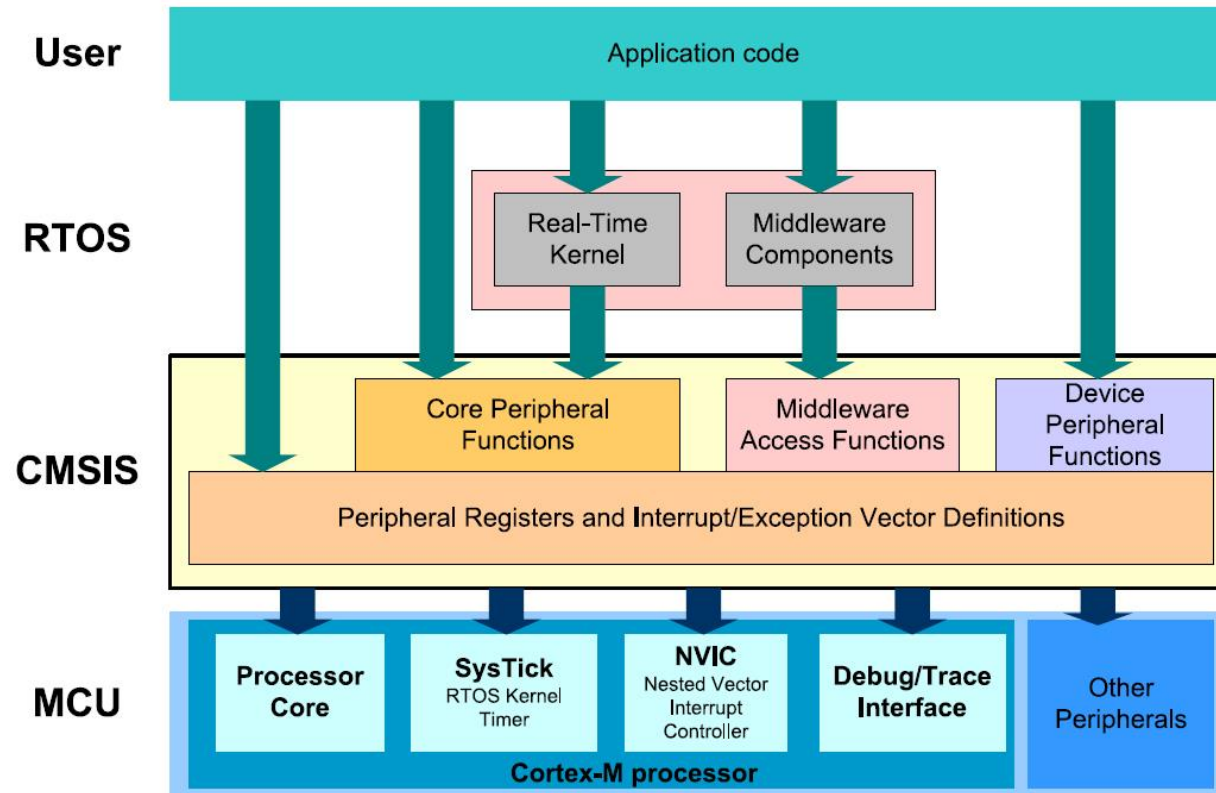 User
Application code
RTOS
Real-Time
Kernel
Middleware
Components
CMSIS
Core Peripheral
Functions
Middleware
Access Functions
Device
Peripheral
Functions
Peripheral Registers and Interrupt/Exception Vector Definitions
MCU
Processor
Core
SysTick
RTOS Kernel
Timer
NVIC
Nested Vector
Interrupt
Controller
Debug/Trace
Interface
Other
Peripherals
Cortex-M processor